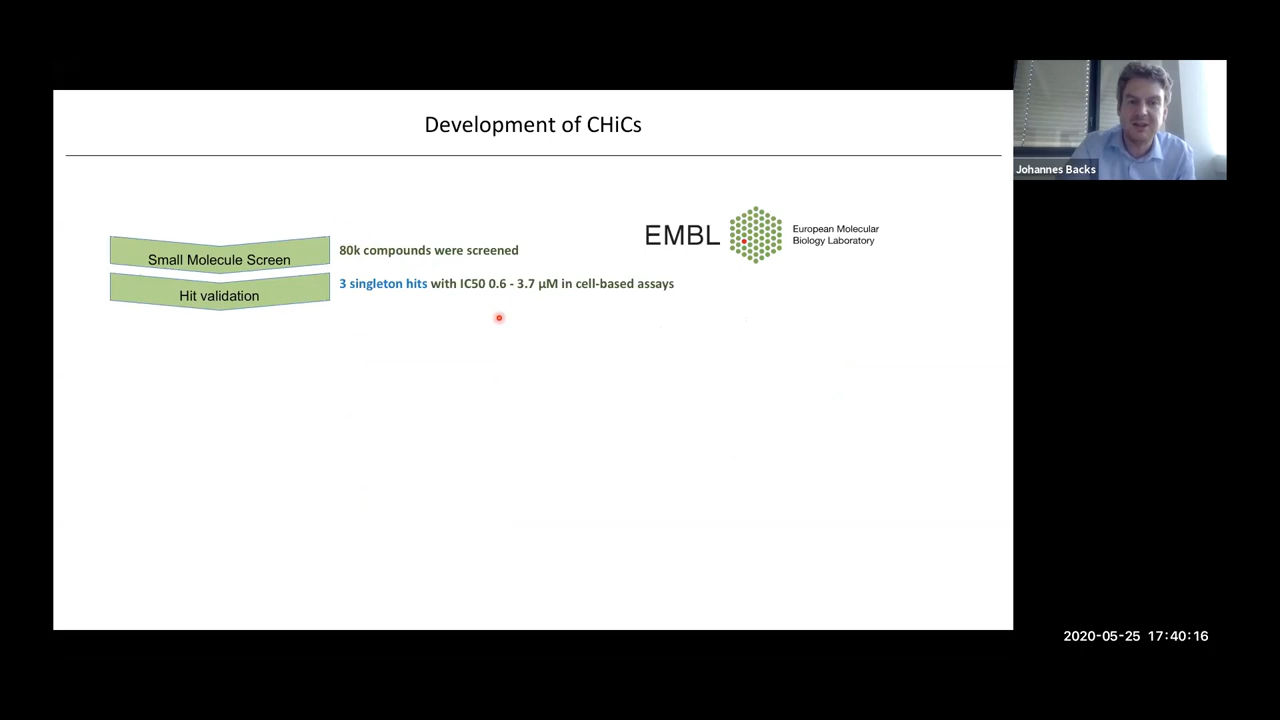 Development of CHiCs
Johannes Backs
EMBL
European Molecular
Biology Laboratory
Small Molecule Screen
80k compounds were screened
Hit validation
3 singleton hits with IC50 0.6 - 3.7 µM in cell-based assays
2020-05-25 17:40:16